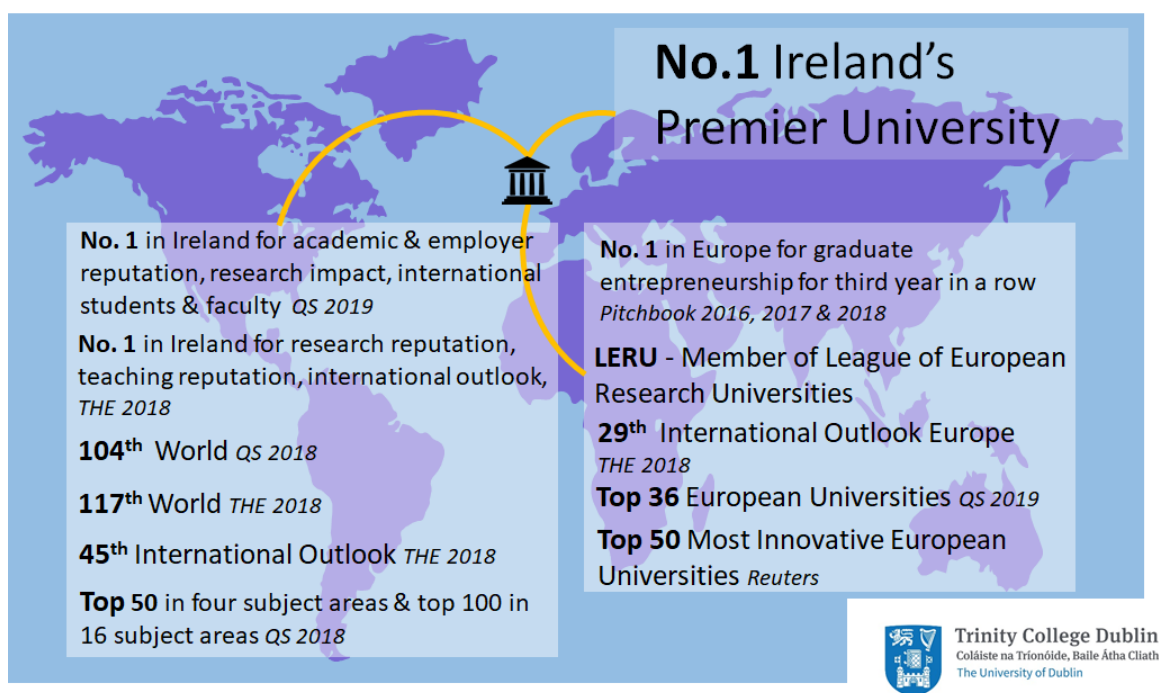 No.1 Ireland's
Premier University
No. 1 in Ireland for academic & employer
reputation, research impact, international
students & faculty QS 2019
No. 1 in Ireland for research reputation,
teaching reputation, international outlook,
THE 2018
104th World QS 2018
117th World THE 2018
45th International Outlook THE 2018
Top 50 in four subject areas & top 100 in
16 subject areas QS 2018
No. 1 in Europe for graduate
entrepreneurship for third year in a row
Pitchbook 2016, 2017 & 2018
LERU - Member of League of European
Research Universities
29th International Outlook Europe
THE 2018
Top 36 European Universities QS 2019
Top 50 Most Innovative European
Universities Reuters
Trinity College Dublin
Coláiste na Tríonóide, Baile Átha Cliath
The University of Dublin